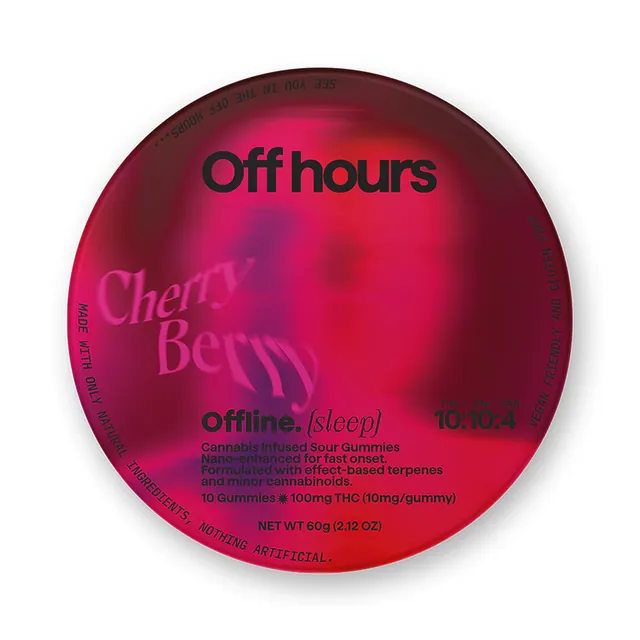 SEE YOU IN THE OFF HOURS...
Off hours
Cherry
Berry
MADE WITH ONLY NATURAL INGREDIENTS, NOTHING ARTIFICIAL.
VEGAN FRIENDLY AND GLUTEN
Offline. [sleep]
10:10:4
Cannabis Infused Sour Gummies
Nano-enhanced for fast onset.
Formulated with effect-based terpenes
and minor cannabinoids.
10 Gummies ✹ 100mg THC (10mg/gummy)
NET WT 60g (2.12 OZ)